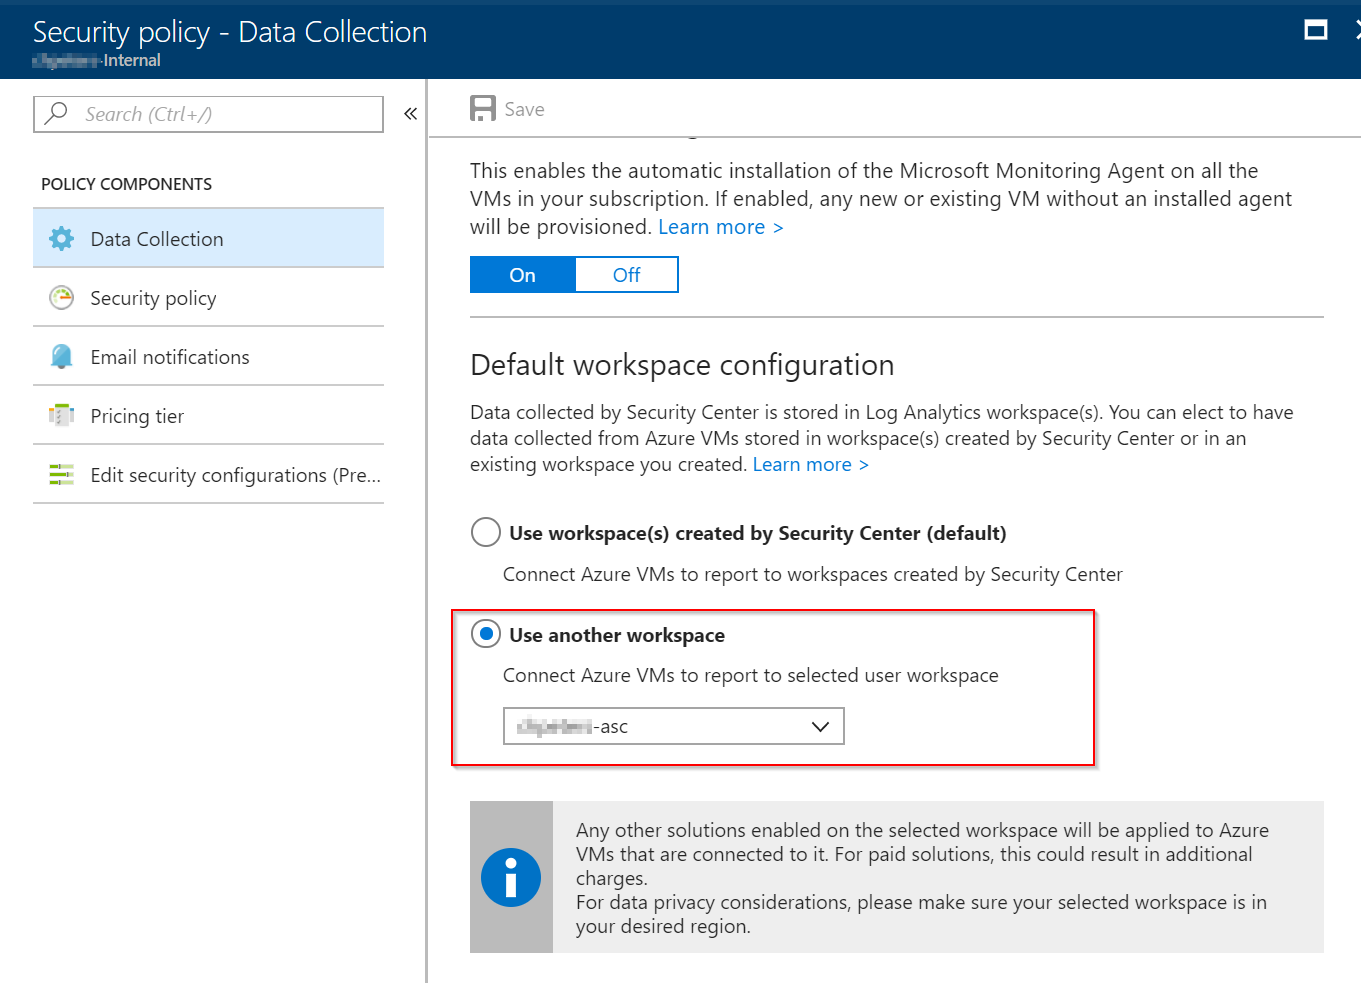 Security policy - Data Collection
-Internal
Search (Ctrl+/)
«
Save
POLICY COMPONENTS
Data Collection
Security policy
Email notifications
Pricing tier
Edit security configurations (Pre...
This enables the automatic installation of the Microsoft Monitoring Agent on all the
VMs in your subscription. If enabled, any new or existing VM without an installed agent
will be provisioned. Learn more >
On Off
Default workspace configuration
Data collected by Security Center is stored in Log Analytics workspace(s). You can elect to have
data collected from Azure VMs stored in workspace(s) created by Security Center or in an
existing workspace you created. Learn more >
Use workspace(s) created by Security Center (default)
Connect Azure VMs to report to workspaces created by Security Center
Use another workspace
Connect Azure VMs to report to selected user workspace
-asc
Any other solutions enabled on the selected workspace will be applied to Azure
VMs that are connected to it. For paid solutions, this could result in additional
charges.
For data privacy considerations, please make sure your selected workspace is in
your desired region.